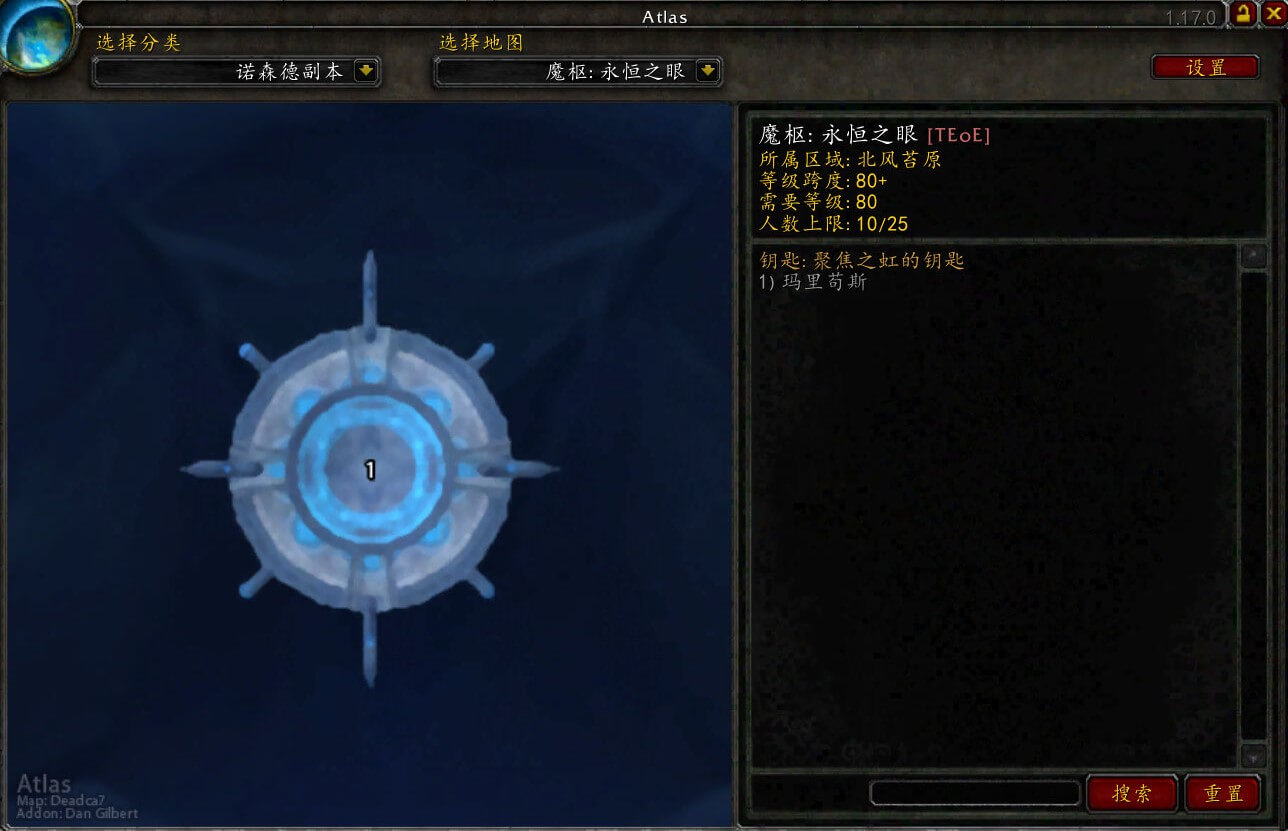 Atlas
1.17.0
选择分类
选择地图
诺森德副本
魔枢: 永恒之眼
设置
魔枢: 永恒之眼 [TEoE]
所属区域: 北风苔原
等级跨度: 80+
需要等级: 80
人数上限: 10/25
钥匙: 聚焦之虹的钥匙
1) 玛里苟斯
1
Atlas
Map: Deadca7
Addon: Dan Gilbert
搜索
重置